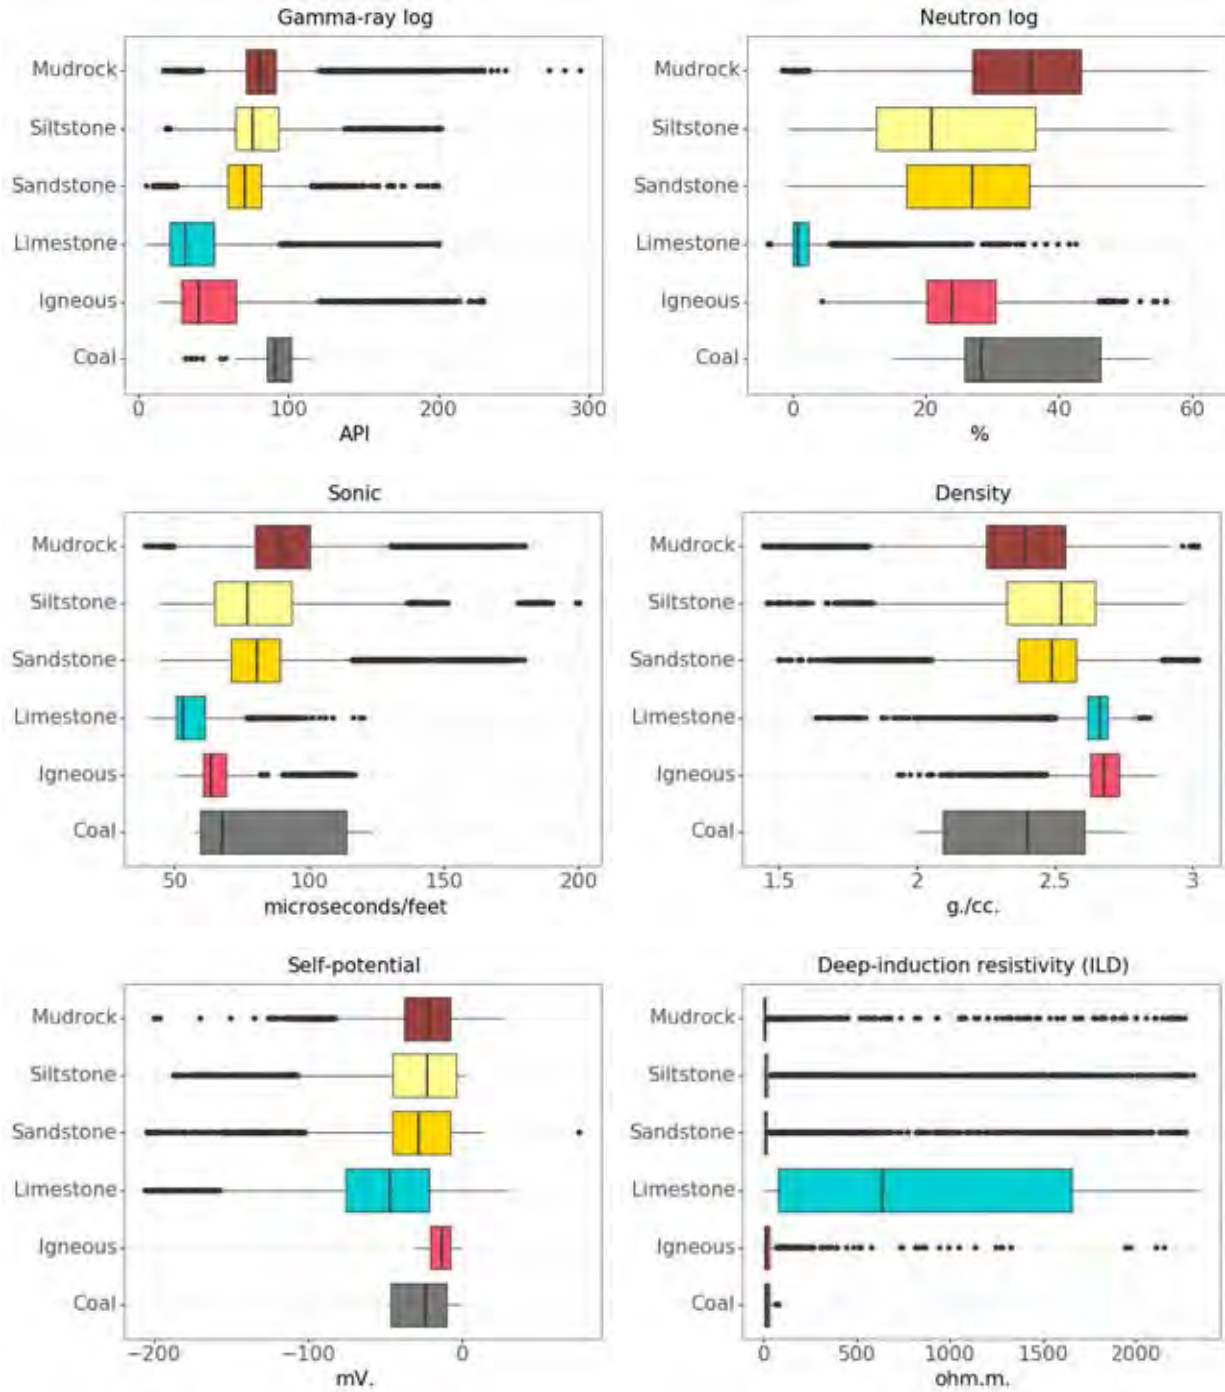 Gamma-ray log
Mudrock
Siltstone
Sandstone
Limestone
Igneous
Coal
0 100 200 300
API
Neutron log
Mudrock
Siltstone
Sandstone
Limestone
Igneous
Coal
0 20 40 60
%
Sonic
Mudrock
Siltstone
Sandstone
Limestone
Igneous
Coal
50 100 150 200
microseconds/feet
Density
Mudrock
Siltstone
Sandstone
Limestone
Igneous
Coal
1.5 2 2.5 3
g./cc.
Self-potential
Mudrock
Siltstone
Sandstone
Limestone
Igneous
Coal
−200 −100 0
mV.
Deep-induction resistivity (ILD)
Mudrock
Siltstone
Sandstone
Limestone
Igneous
Coal
0 500 1000 1500 2000
ohm.m.